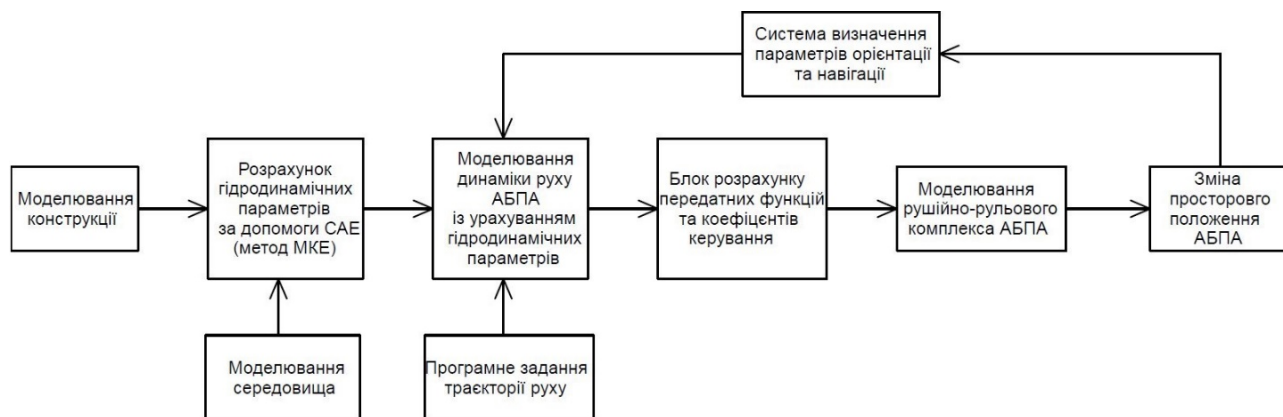 Система визначення
параметрів орієнтації
та навігації
Моделювання
конструкції
Розрахунок
гідродинамічних
параметрів
за допомоги CAE
(метод МКЕ)
Моделювання
динаміки руху
АБПА
із урахуванням
гідродинамічних
параметрів
Блок розрахунку
передатних функцій
та коефіцєнтів
керування
Моделювання
рушійно-рульового
комплекса АБПА
Зміна
просторовго
положення
АБПА
Моделювання
середовища
Програмне задання
траєкторії руху